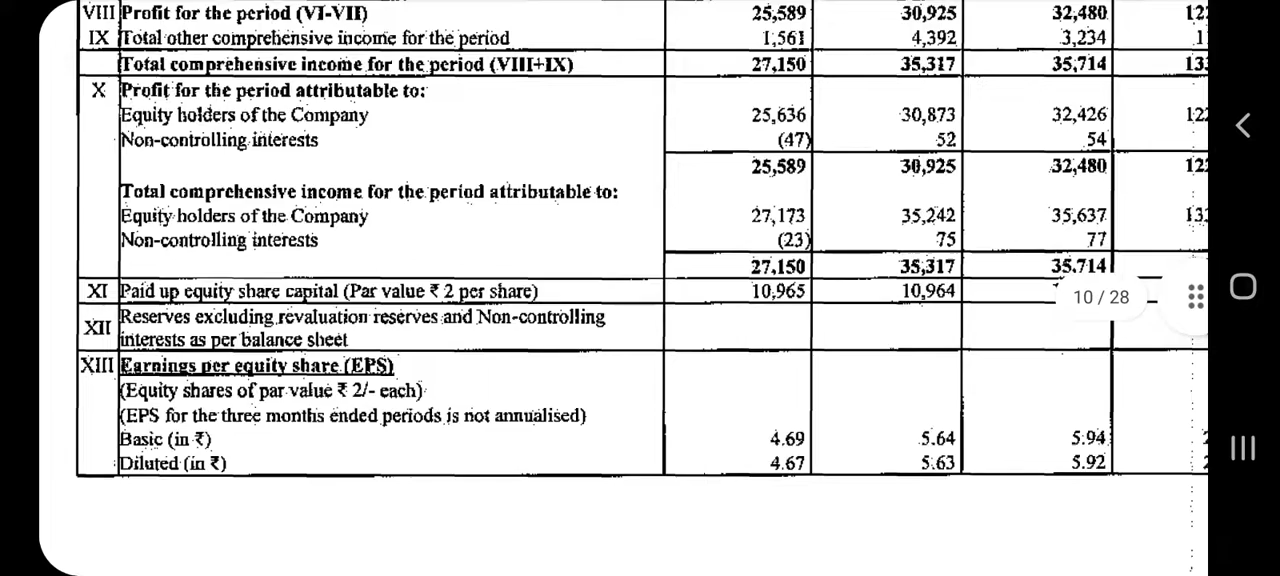 VIII Profit for the period (VI-VII) 25,589 30,925 32,480 12
IX Total other comprehensive income for the period 1,561 4,392 3,234 1
Total comprehensive income for the period (VIII+IX) 27,150 35,317 35,714 13
X Profit for the period attributable to:
Equity holders of the Company 25,636 30,873 32,426 12
Non-controlling interests (47) 52 54
25,589 30,925 32,480 12
Total comprehensive income for the period attributable to:
Equity holders of the Company 27,173 35,242 35,637 13
Non-controlling interests (23) 75 77
27,150 35,317 35,714
XI Paid up equity share capital (Par value ₹ 2 per share) 10,965 10,964
10 / 28
XII Reserves excluding revaluation reserves and Non-controlling
interests as per balance sheet
XIII Earnings per equity share (EPS)
(Equity shares of par value ₹ 2/- each)
(EPS for the three months ended periods is not annualised)
Basic (in ₹) 4.69 5.64 5.94
Diluted (in ₹) 4.67 5.63 5.92